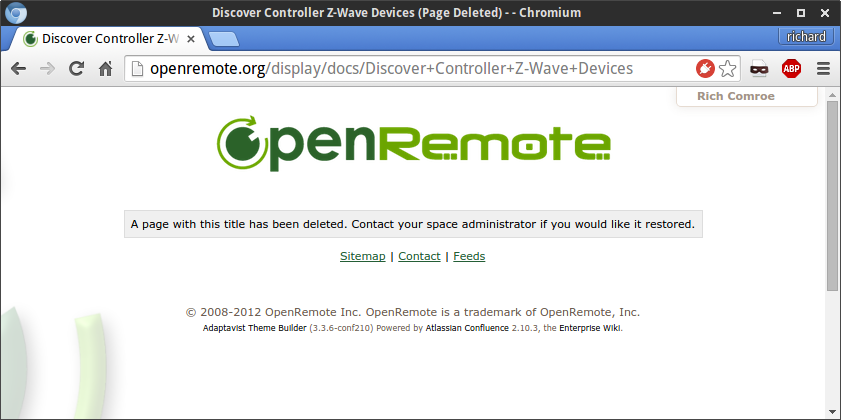 Discover Controller Z-Wave Devices (Page Deleted) - - Chromium
Discover Controller Z-W
richard
openremote.org/display/docs/Discover+Controller+Z-Wave+Devices
ABP
Rich Comroe
OpenRemote
A page with this title has been deleted. Contact your space administrator if you would like it restored.
Sitemap | Contact | Feeds
© 2008-2012 OpenRemote Inc. OpenRemote is a trademark of OpenRemote, Inc.
Adaptavist Theme Builder (3.3.6-conf210) Powered by Atlassian Confluence 2.10.3, the Enterprise Wiki.